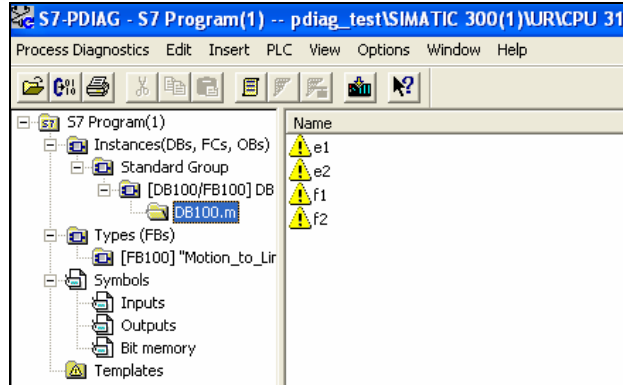 S7-PDIAG - S7 Program(1) -- pdiag_test\SIMATIC 300(1)\UR\CPU 31
Process Diagnostics Edit Insert PLC View Options Window Help
S7 S7 Program(1)
Instances(DBs, FCs, OBs)
Standard Group
[DB100/FB100] DB
DB100.m
Types (FBs)
[FB100] "Motion_to_Lir
Symbols
Inputs
Outputs
Bit memory
Templates
Name
e1
e2
f1
f2